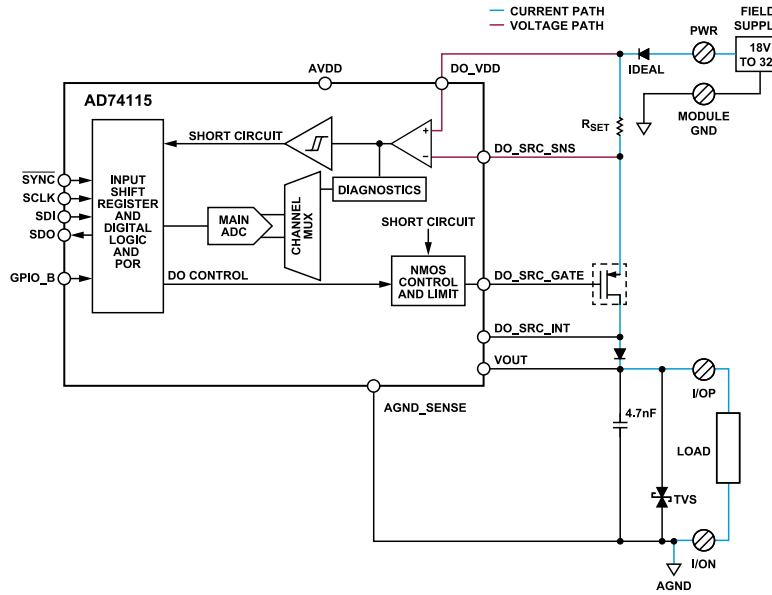 CURRENT PATH
VOLTAGE PATH
FIELD
SUPPLY
PWR
18V
TO 32V
IDEAL
MODULE
GND
AVDD
DO_VDD
AD74115
RSET
SHORT CIRCUIT
+
−
DO_SRC_SNS
SYNC
SCLK
SDI
SDO
GPIO_B
INPUT
SHIFT
REGISTER
AND
DIGITAL
LOGIC
AND
POR
DIAGNOSTICS
MAIN
ADC
CHANNEL
MUX
SHORT CIRCUIT
DO CONTROL
NMOS
CONTROL
AND LIMIT
DO_SRC_GATE
DO_SRC_INT
VOUT
AGND_SENSE
I/OP
4.7nF
LOAD
TVS
I/ON
AGND